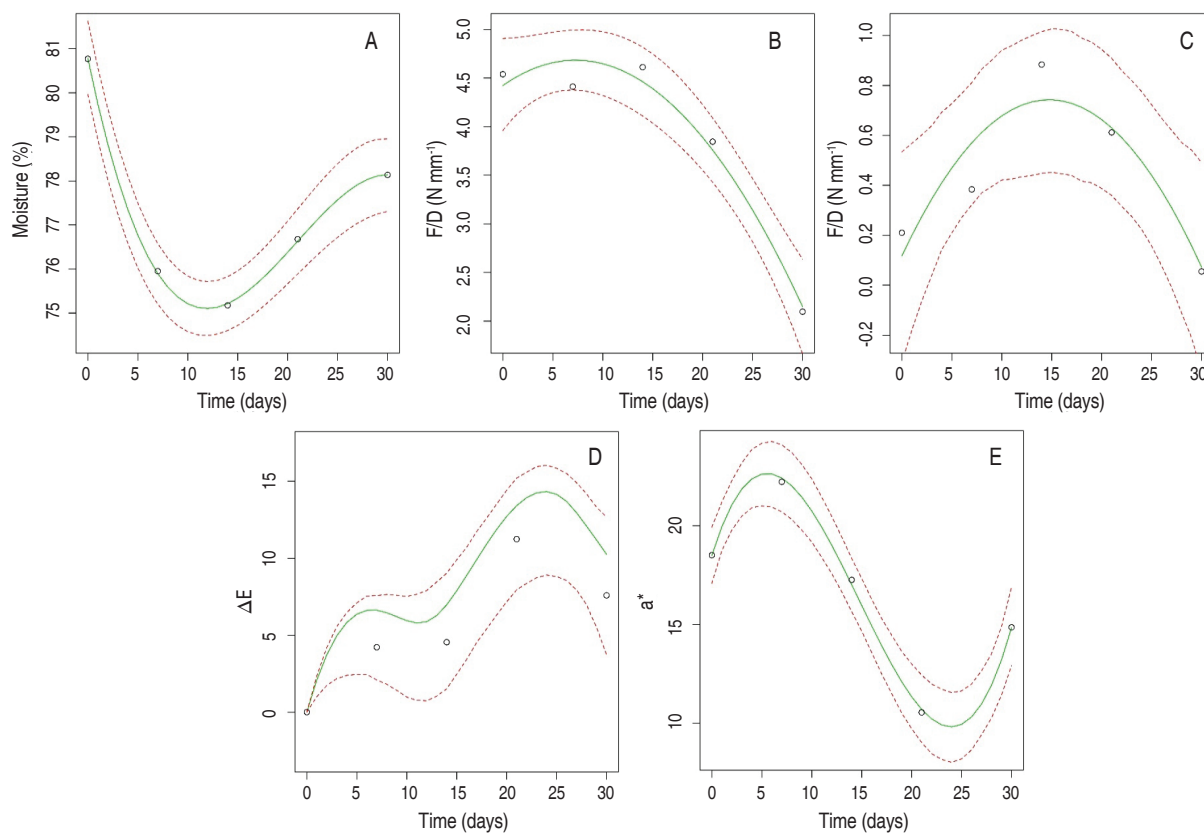 A
Moisture (%)
81
80
79
78
77
76
75
0 5 10 15 20 25 30
Time (days)
B
F/D (N mm⁻¹)
5.0
4.5
4.0
3.5
3.0
2.5
2.0
0 5 10 15 20 25 30
Time (days)
C
F/D (N mm⁻¹)
1.0
0.8
0.6
0.4
0.2
0.0
-0.2
0 5 10 15 20 25 30
Time (days)
D
ΔE
15
10
5
0
0 5 10 15 20 25 30
Time (days)
E
a*
20
15
10
0 5 10 15 20 25 30
Time (days)